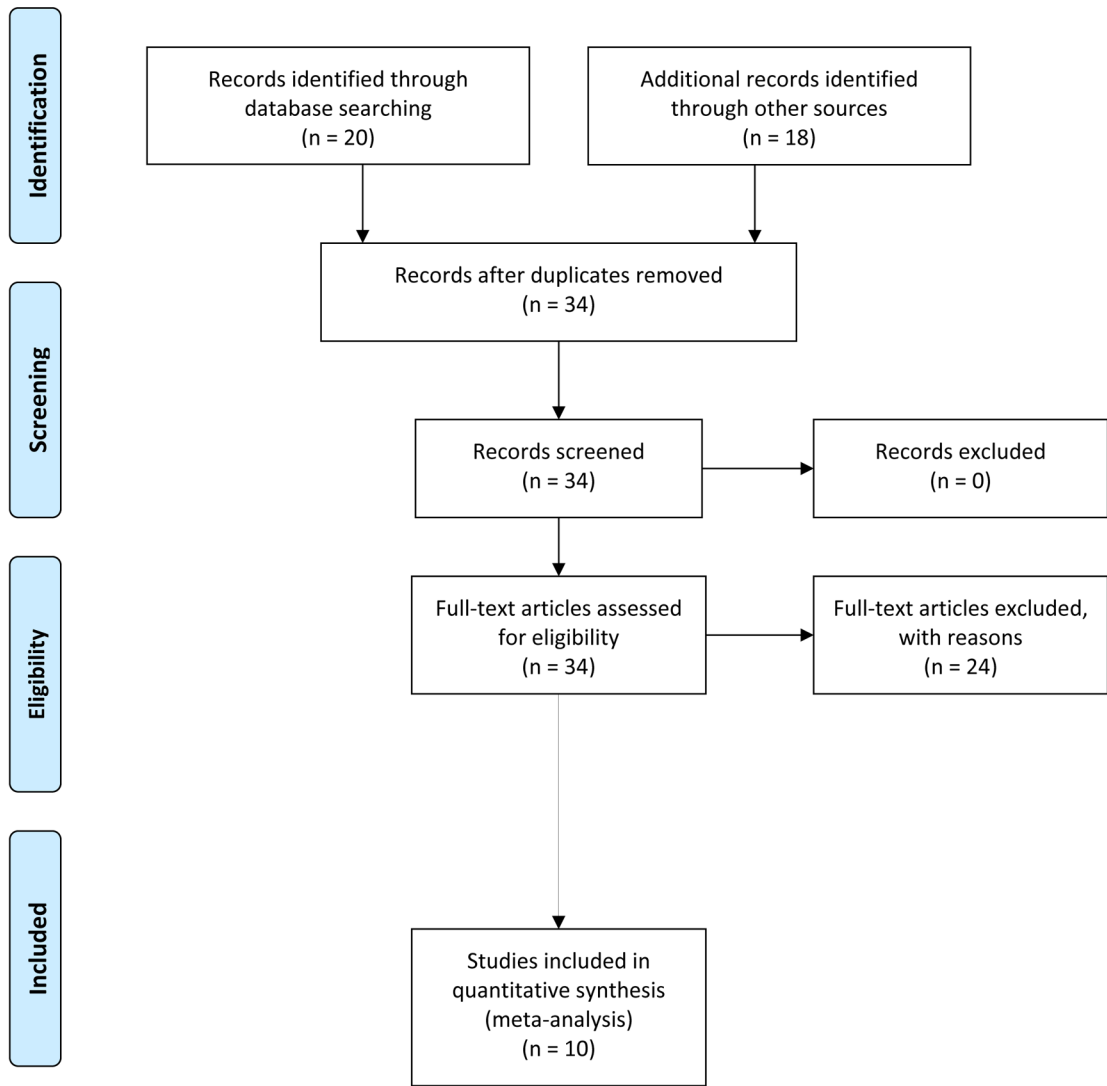 Identification
Records identified through
database searching
(n = 20)
Additional records identified
through other sources
(n = 18)
Records after duplicates removed
(n = 34)
Screening
Records screened
(n = 34)
Records excluded
(n = 0)
Eligibility
Full-text articles assessed
for eligibility
(n = 34)
Full-text articles excluded,
with reasons
(n = 24)
Included
Studies included in
quantitative synthesis
(meta-analysis)
(n = 10)